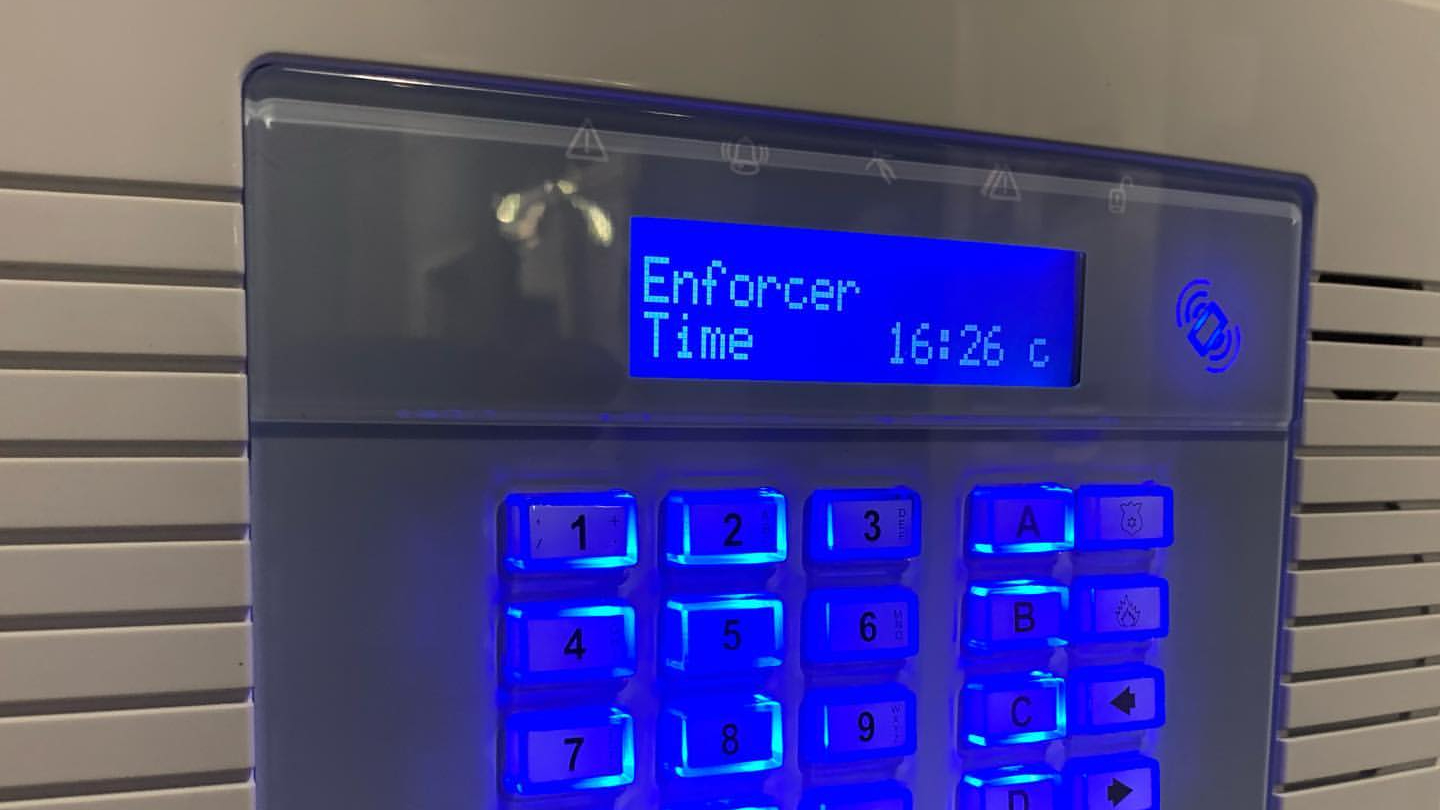 Enforcer
Time 16:26 c
1 2 3 A
4 5 6 B
7 8 9 C
D